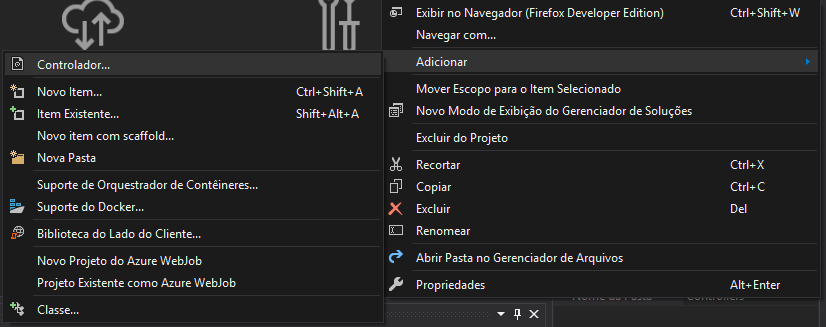 Exibir no Navegador (Firefox Developer Edition) Ctrl+Shift+W
Navegar com...
Adicionar
Mover Escopo para o Item Selecionado
Novo Modo de Exibição do Gerenciador de Soluções
Excluir do Projeto
Recortar Ctrl+X
Copiar Ctrl+C
Excluir Del
Renomear
Abrir Pasta no Gerenciador de Arquivos
Propriedades Alt+Enter
Controlador...
Novo Item... Ctrl+Shift+A
Item Existente... Shift+Alt+A
Novo item com scaffold...
Nova Pasta
Suporte de Orquestrador de Contêineres...
Suporte do Docker...
Biblioteca do Lado do Cliente...
Novo Projeto do Azure WebJob
Projeto Existente como Azure WebJob
Classe...
Nome da Pasta Controllers